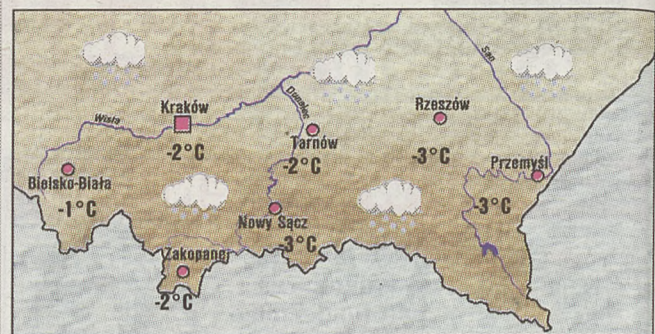 San
Dunajec
Kraków
Rzeszów
Wisła
-2°C
Tarnów
-2°C
-3°C
Przemyśl
Bielsko-Biała
-1°C
-3°C
Nowy Sącz
-3°C
Zakopane
-2°C